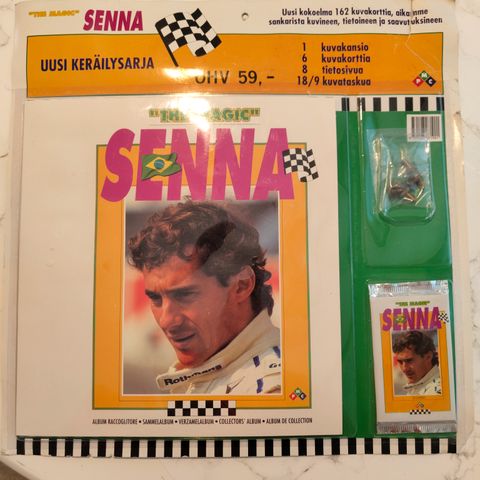 "THE MAGIC" SENNA
Uusi kokoelma 162 kuvakorttia, aikamme
sankarista kuvineen, tietoineen ja saavutuksineen
UUSI KERÄILYSARJA
OHV 59,-
1 kuvakansio
6 kuvakorttia
8 tietosivua
18/9 kuvataskua
P M C
"THE MAGIC"
SENNA
Rothmans
P M C
ALBUM RACCOGLITORE • SAMMELALBUM • VERZAMELALBUM • COLLECTORS' ALBUM • ALBUM DE COLLECTION
"THE MAGIC"
SENNA